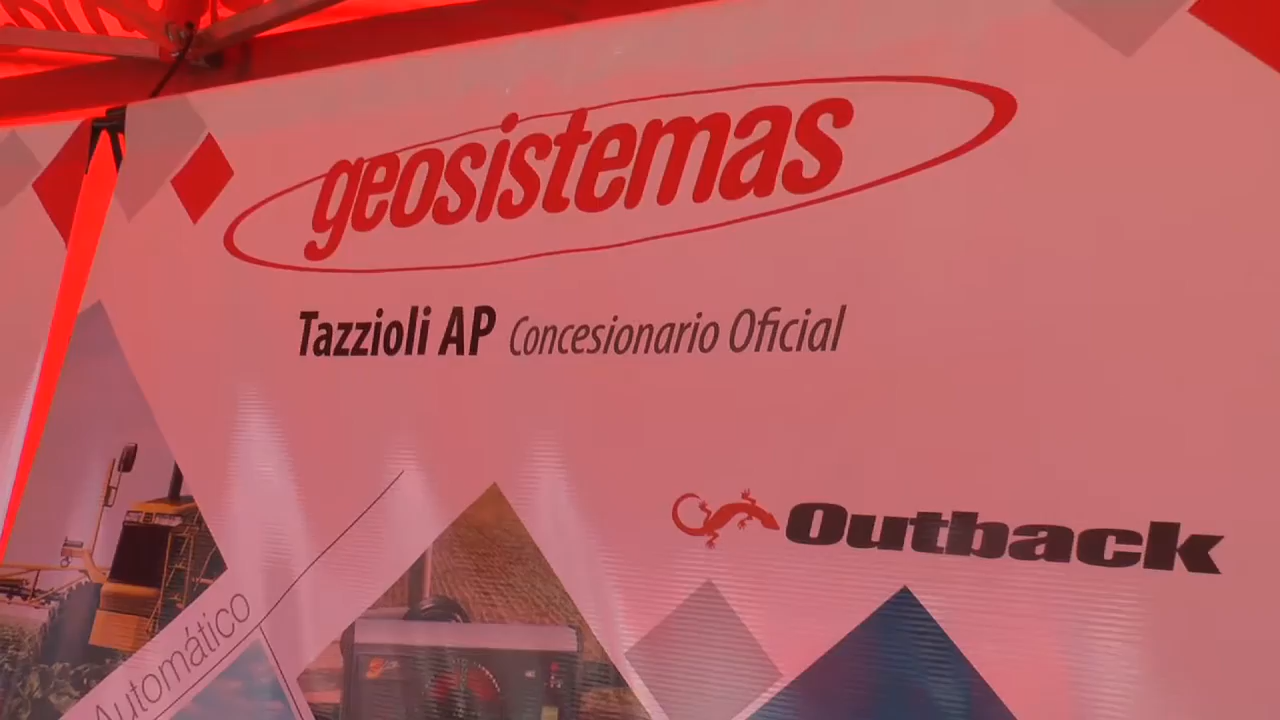 geosistemas
Tazzioli AP Concesionario Oficial
Outback
Automático